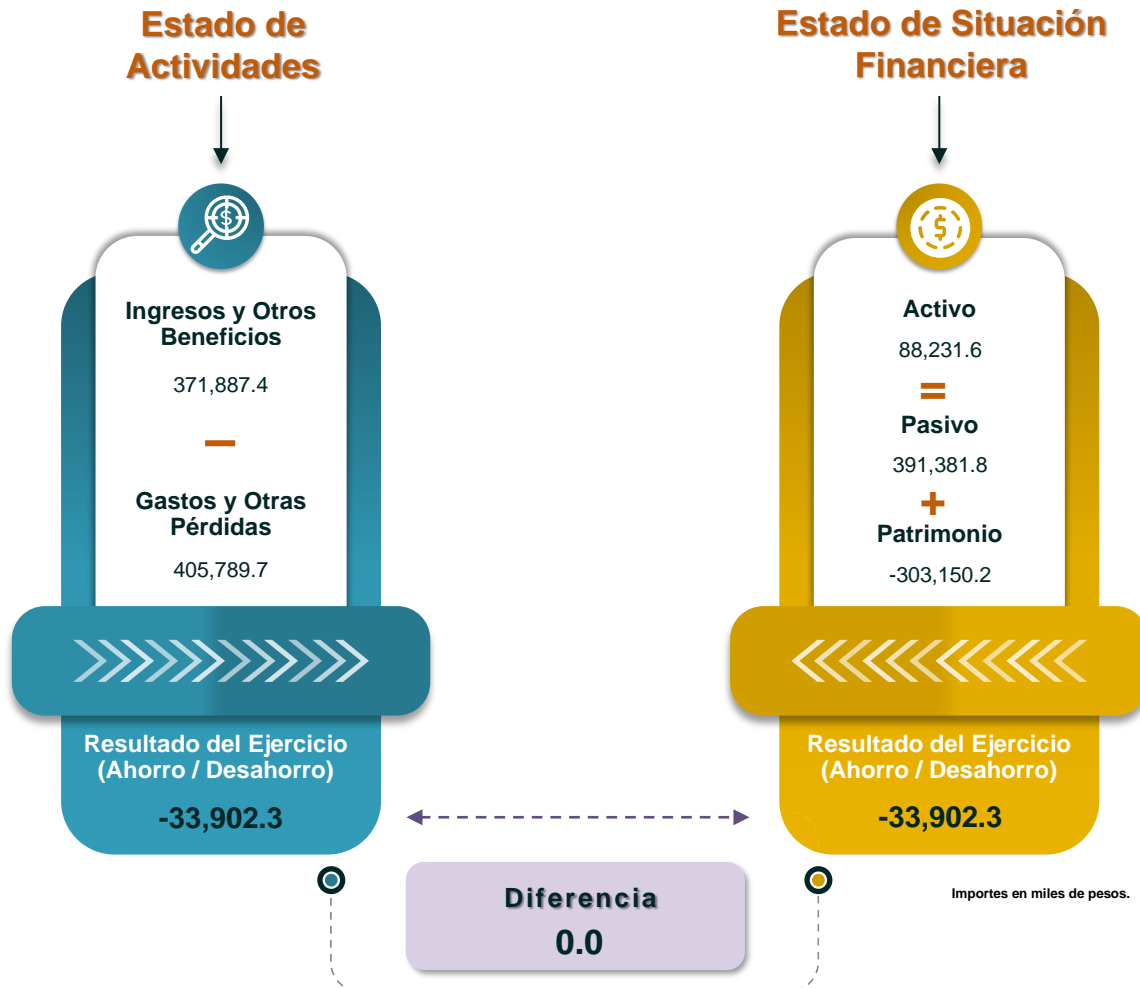 Estado de
Actividades
Ingresos y Otros
Beneficios
371,887.4
–
Gastos y Otras
Pérdidas
405,789.7
Resultado del Ejercicio
(Ahorro / Desahorro)
-33,902.3
Estado de Situación
Financiera
Activo
88,231.6
=
Pasivo
391,381.8
+
Patrimonio
-303,150.2
Resultado del Ejercicio
(Ahorro / Desahorro)
-33,902.3
Diferencia
0.0
Importes en miles de pesos.